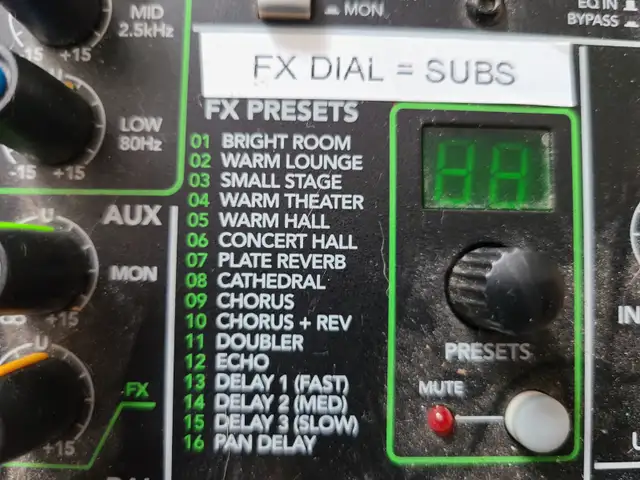 MID
2.5kHz
-15 +15
MON
EQ IN
BYPASS
FX DIAL = SUBS
FX PRESETS
01 BRIGHT ROOM
02 WARM LOUNGE
03 SMALL STAGE
04 WARM THEATER
05 WARM HALL
06 CONCERT HALL
07 PLATE REVERB
08 CATHEDRAL
09 CHORUS
10 CHORUS + REV
11 DOUBLER
12 ECHO
13 DELAY 1 (FAST)
14 DELAY 2 (MED)
15 DELAY 3 (SLOW)
16 PAN DELAY
LOW
80Hz
-15 +15
U
AUX
MON
∞ +15
U
FX
+15
PRESETS
MUTE